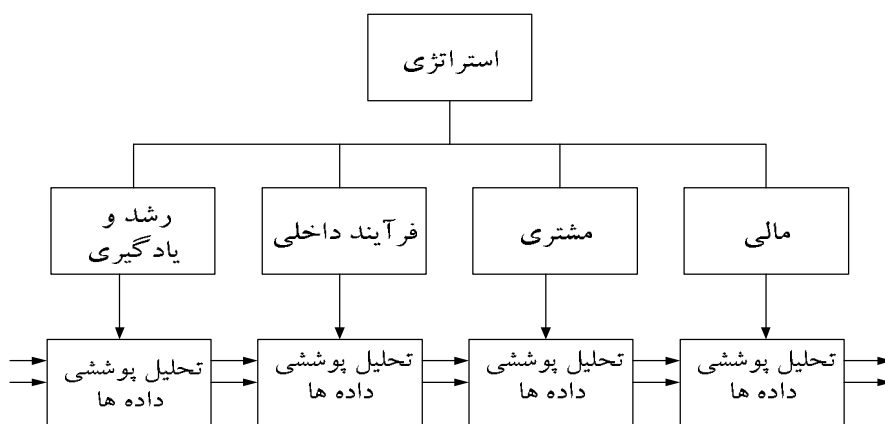 استراتژی
مالی
مشتری
فرآیند داخلی
رشد و
یادگیری
تحلیل پوششی
داده ها
تحلیل پوششی
داده ها
تحلیل پوششی
داده ها
تحلیل پوششی
داده ها